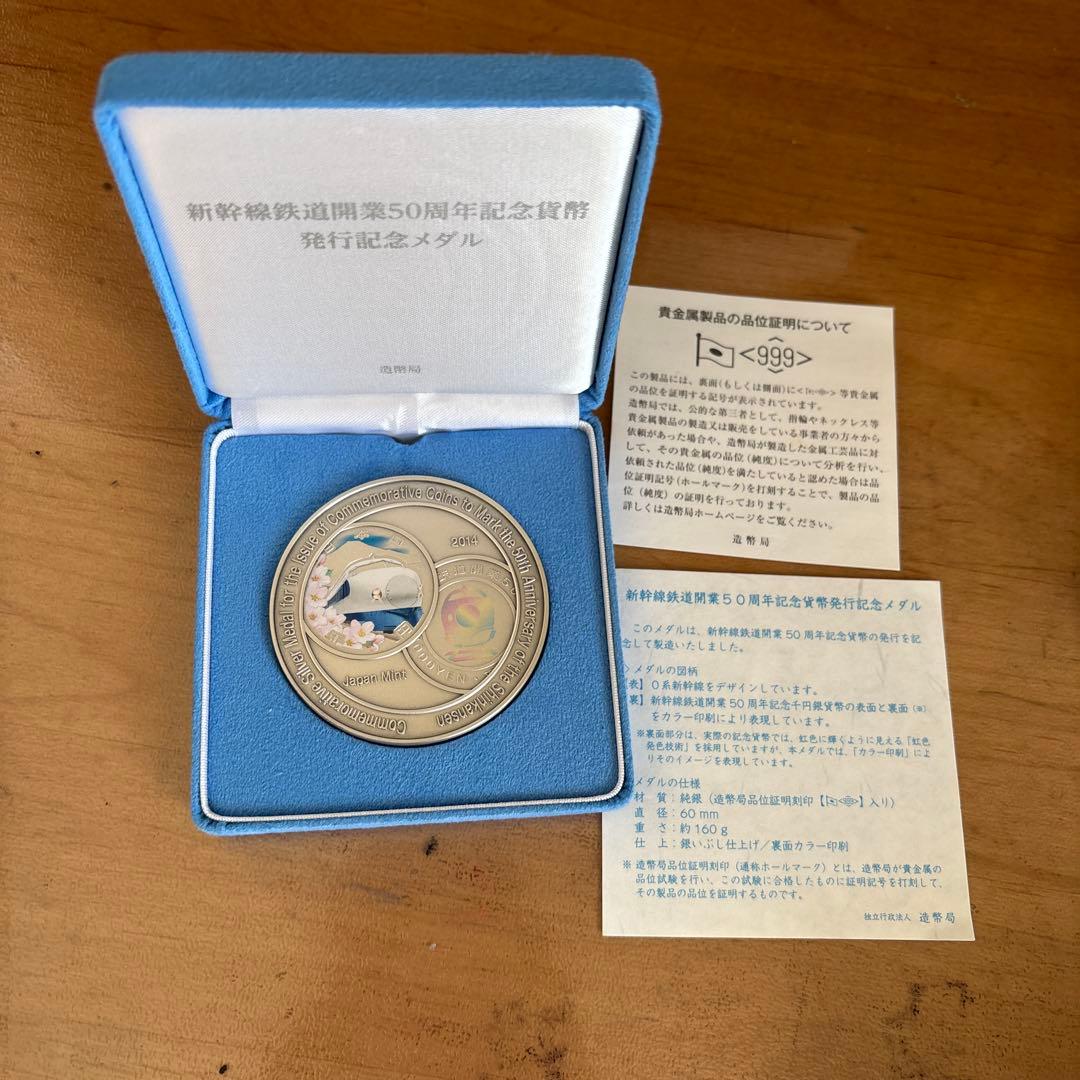 新幹線鉄道開業50周年記念貨幣
発行記念メダル
造幣局
Commemorative Silver Medal for the Issue of Commemorative Coins to Mark the 50th Anniversary of the Shinkansen
2014
Japan Mint
1000 YEN
貴金属製品の品位証明について
<999>
この製品には、裏面(もしくは側面)に< >等貴金属
の品位を証明する記号が表示されています。
造幣局では、公的な第三者として、指輪やネックレス等
貴金属製品の製造又は販売をしている事業者の方々から
依頼があった場合や、造幣局が製造した金属工芸品に対
して、その貴金属の品位(純度)について分析を行い、
依頼された品位(純度)を満たしていると認めた場合は品
位証明記号(ホールマーク)を打刻することで、製品の品
位(純度)の証明を行っております。
詳しくは造幣局ホームページをご覧ください。
造幣局
新幹線鉄道開業50周年記念貨幣発行記念メダル
このメダルは、新幹線鉄道開業50周年記念貨幣の発行を記
念して製造いたしました。
メダルの図柄
【表】0系新幹線をデザインしています。
【裏】新幹線鉄道開業50周年記念千円銀貨幣の表面と裏面(※)
をカラー印刷により表現しています。
※裏面部分は、実際の記念貨幣では、虹色に輝くように見える「虹色
発色技術」を採用していますが、本メダルでは、「カラー印刷」によ
りそのイメージを表現しています。
メダルの仕様
材質:純銀(造幣局品位証明刻印【 】入り)
直径:60mm
重さ:約160g
仕上:銀いぶし仕上げ/裏面カラー印刷
※造幣局品位証明刻印(通称ホールマーク)とは、造幣局が貴金属の
品位試験を行い、この試験に合格したものに証明記号を打刻して、
その製品の品位を証明するものです。
独立行政法人 造幣局